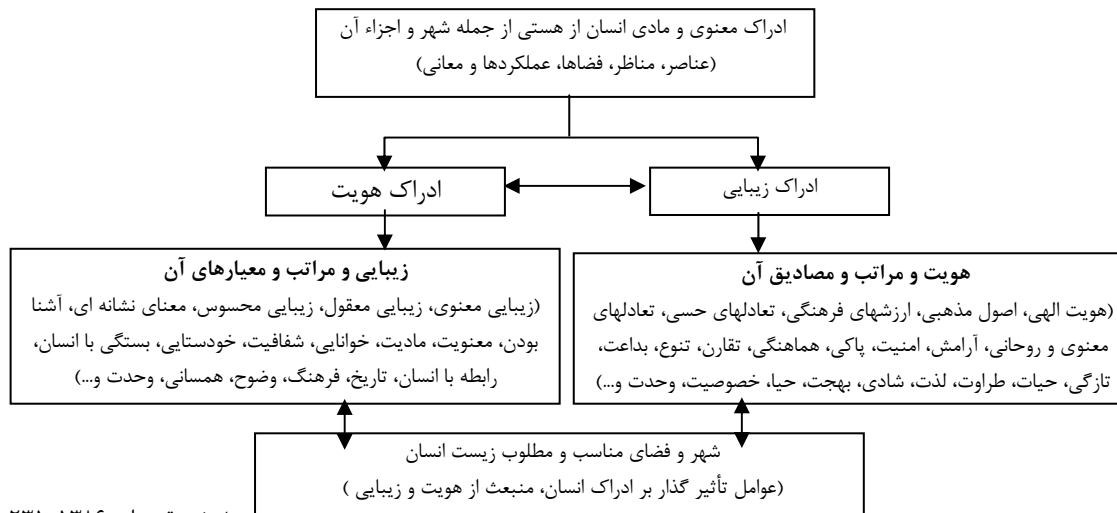 ادراک معنوی و مادی انسان از هستی از جمله شهر و اجزاء آن
(عناصر، مناظر، فضاها، عملکردها و معانی)
ادراک زیبایی
ادراک هویت
هویت و مراتب و مصادیق آن
(هویت الهی، اصول مذهبی، ارزشهای فرهنگی، تعادلهای حسی، تعادلهای
معنوی و روحانی، آرامش، امنیت، پاکی، هماهنگی، تقارن، تنوع، بداعت،
تازگی، حیات، طراوت، لذت، شادی، بهجت، حیا، خصوصیت، وحدت و...)
زیبایی و مراتب و معیارهای آن
(زیبایی معنوی، زیبایی معقول، زیبایی محسوس، معنای نشانه ای، آشنا
بودن، معنویت، مادیت، خوانایی، شفافیت، خودستایی، بستگی با انسان،
رابطه با انسان، تاریخ، فرهنگ، وضوح، همسانی، وحدت و...)
شهر و فضای مناسب و مطلوب زیست انسان
(عوامل تأثیر گذار بر ادراک انسان، منبعث از هویت و زیبایی )